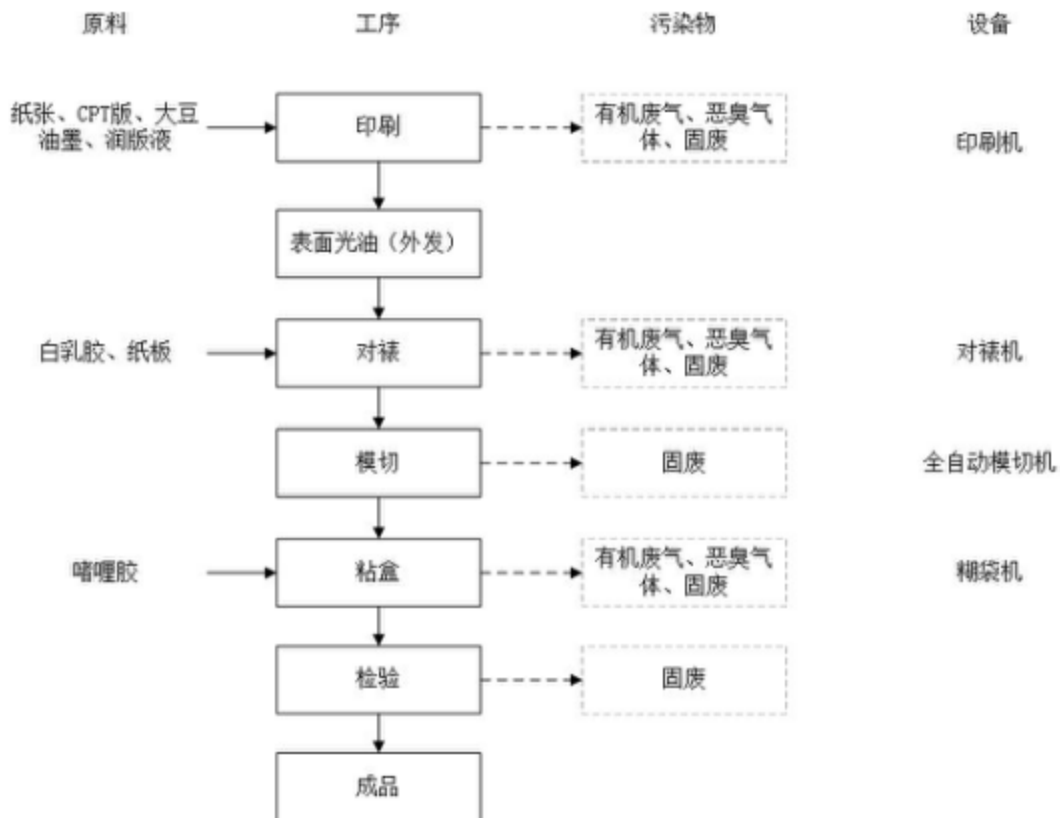 原料 工序 污染物 设备
纸张、CPT版、大豆
油墨、润版液
印刷
有机废气、恶臭气
体、固废
印刷机
表面光油（外发）
白乳胶、纸板
对裱
有机废气、恶臭气
体、固废
对裱机
模切
固废
全自动模切机
啫喱胶
粘盒
有机废气、恶臭气
体、固废
糊袋机
检验
固废
成品